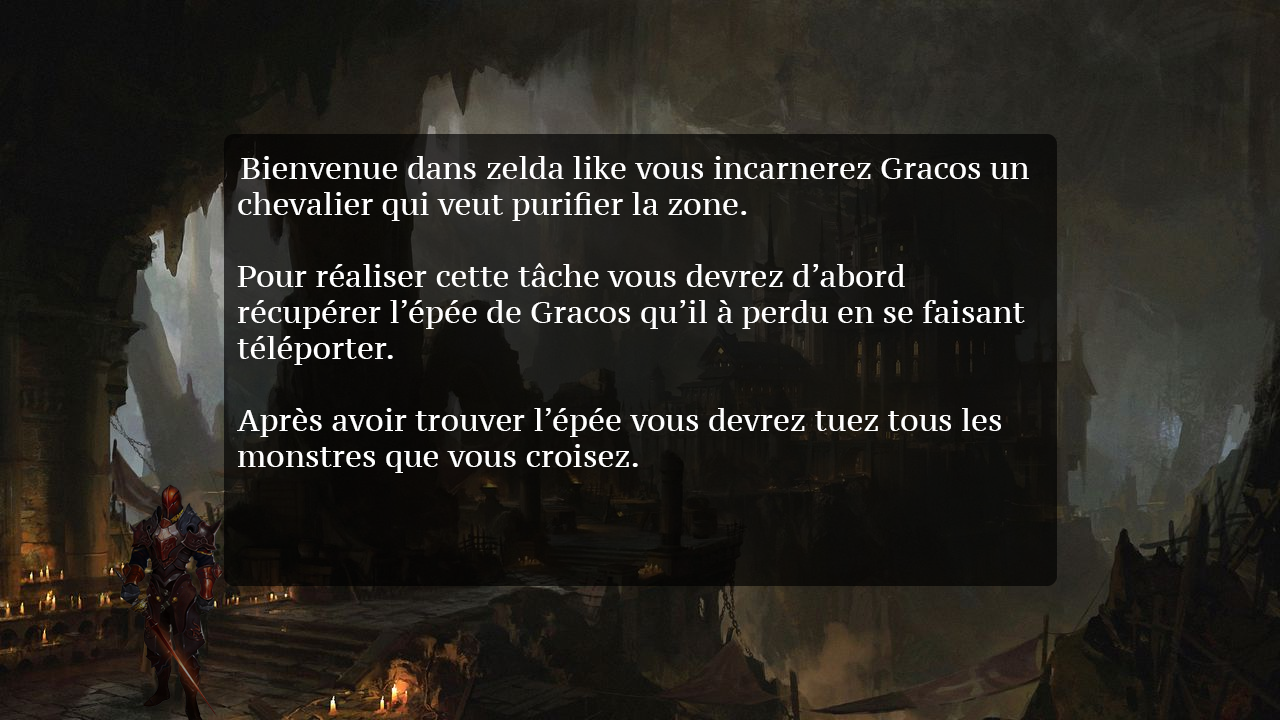 Bienvenue dans zelda like vous incarnerez Gracos un
chevalier qui veut purifier la zone.
Pour réaliser cette tâche vous devrez d’abord
récupérer l’épée de Gracos qu’il à perdu en se faisant
téléporter.
Après avoir trouver l’épée vous devrez tuez tous les
monstres que vous croisez.